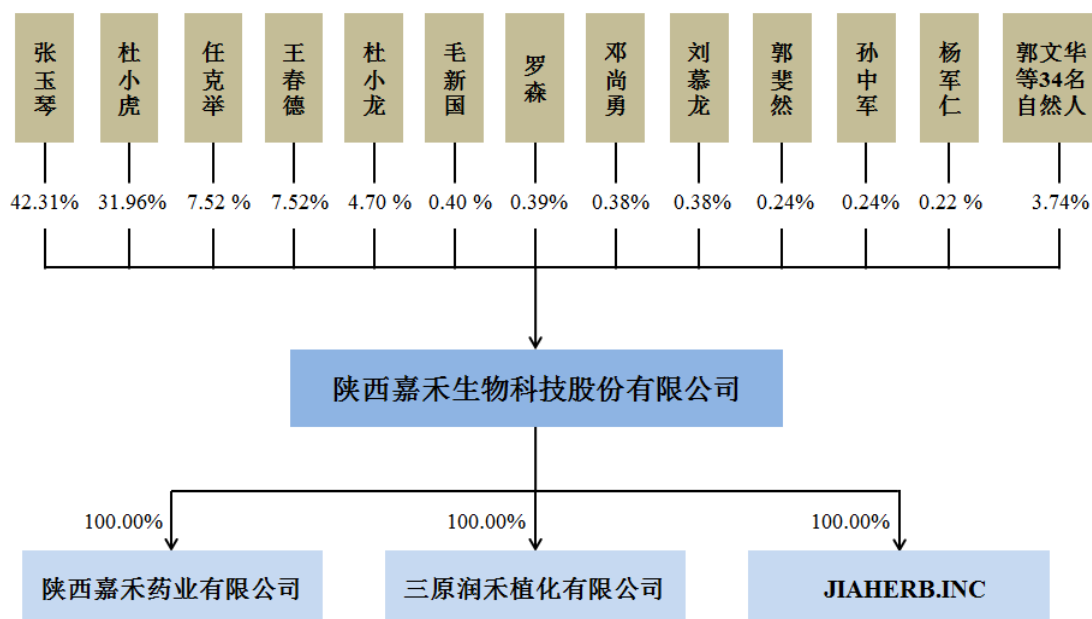 张玉琴
杜小虎
任克举
王春德
杜小龙
毛新国
罗森
邓尚勇
刘慕龙
郭斐然
孙中军
杨军仁
郭文华
等34名
自然人
42.31%
31.96%
7.52 %
7.52%
4.70 %
0.40 %
0.39%
0.38%
0.38%
0.24%
0.24%
0.22 %
3.74%
陕西嘉禾生物科技股份有限公司
100.00%
100.00%
100.00%
陕西嘉禾药业有限公司
三原润禾植化有限公司
JIAHERB.INC